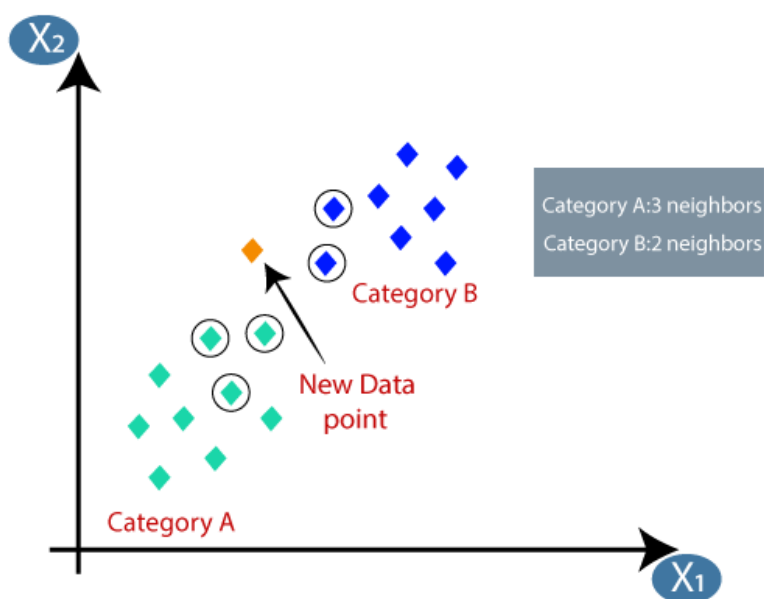 X2
Category A:3 neighbors
Category B:2 neighbors
Category B
New Data
point
Category A
X1